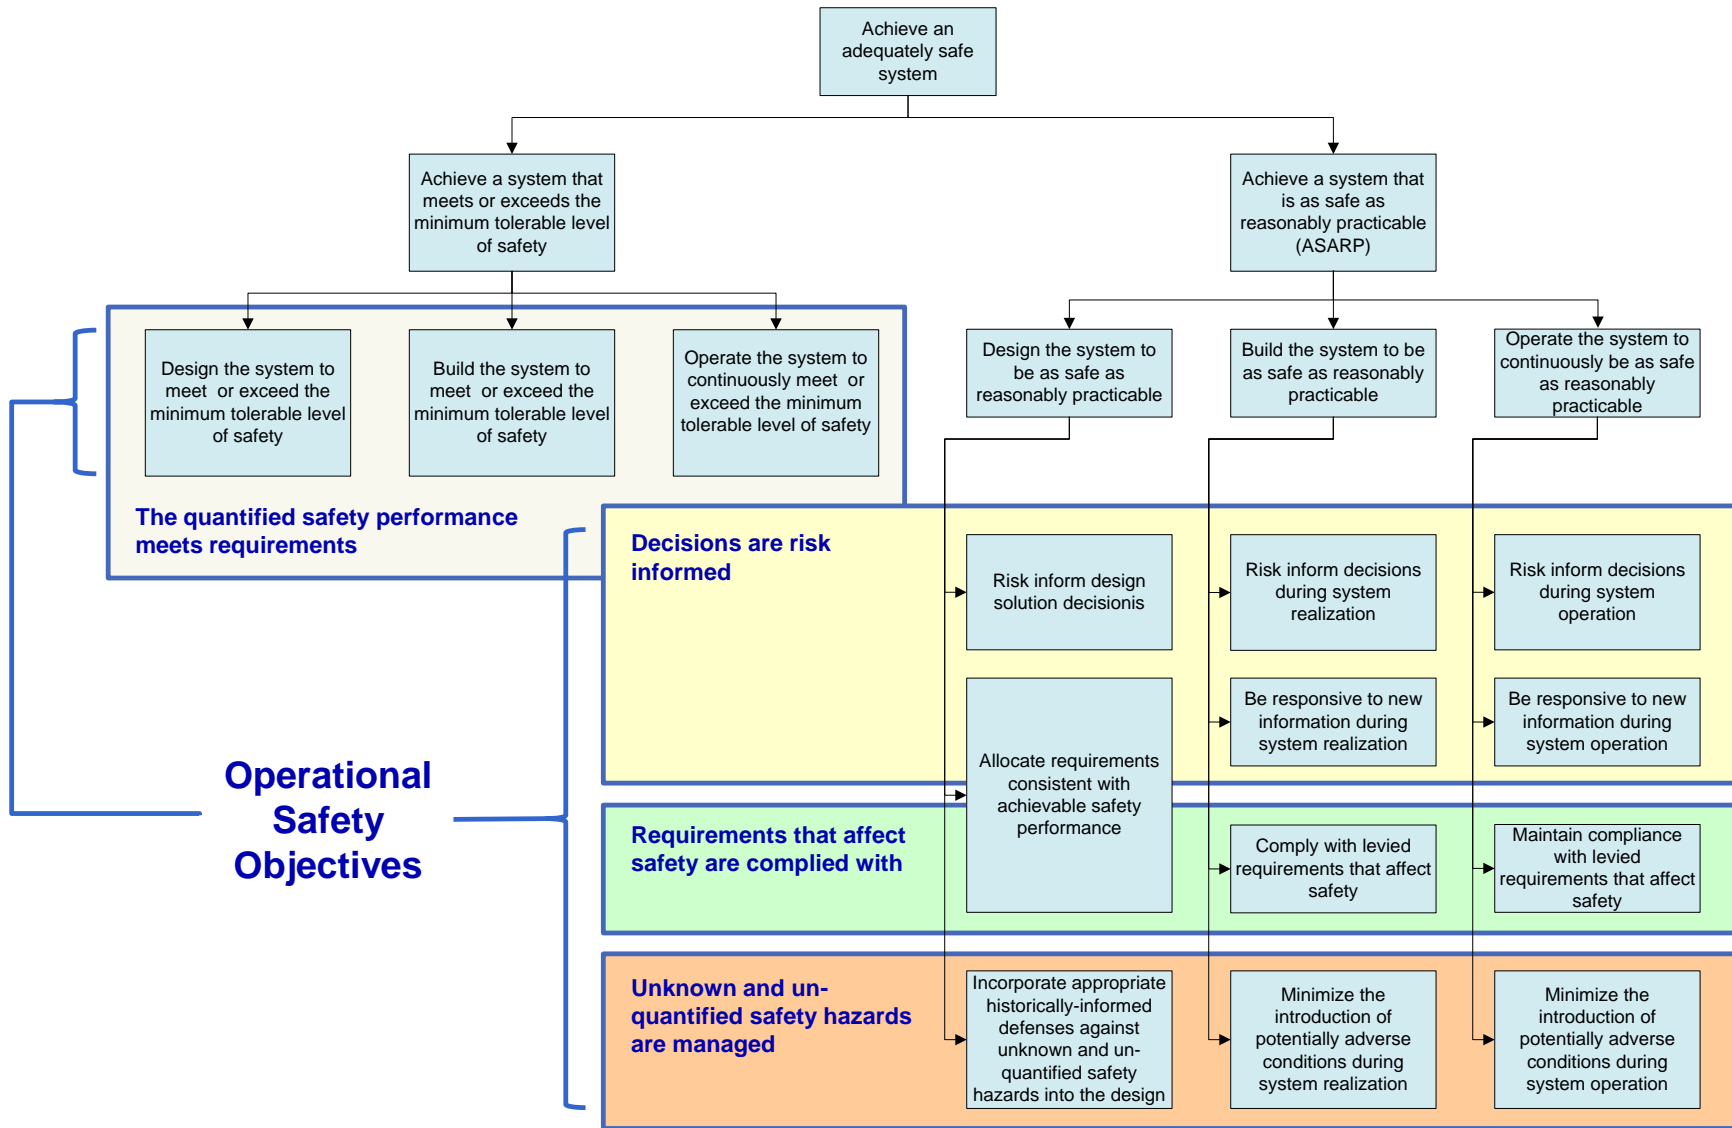 Achieve an
adequately safe
system
Achieve a system that
meets or exceeds the
minimum tolerable level
of safety
Achieve a system that
is as safe as
reasonably practicable
(ASARP)
Design the system to
meet  or exceed the
minimum tolerable level
of safety
Build the system to
meet  or exceed the
minimum tolerable level
of safety
Operate the system to
continuously meet  or
exceed the minimum
tolerable level of safety
Design the system to
be as safe as
reasonably practicable
Build the system to be
as safe as reasonably
practicable
Operate the system to
continuously be as safe
as reasonably
practicable
The quantified safety performance
meets requirements
Decisions are risk
informed
Risk inform design
solution decisionis
Risk inform decisions
during system
realization
Risk inform decisions
during system
operation
Allocate requirements
consistent with
achievable safety
performance
Be responsive to new
information during
system realization
Be responsive to new
information during
system operation
Operational
Safety
Objectives
Requirements that affect
safety are complied with
Comply with levied
requirements that affect
safety
Maintain compliance
with levied
requirements that affect
safety
Unknown and un-
quantified safety hazards
are managed
Incorporate appropriate
historically-informed
defenses against
unknown and un-
quantified safety
hazards into the design
Minimize the
introduction of
potentially adverse
conditions during
system realization
Minimize the
introduction of
potentially adverse
conditions during
system operation